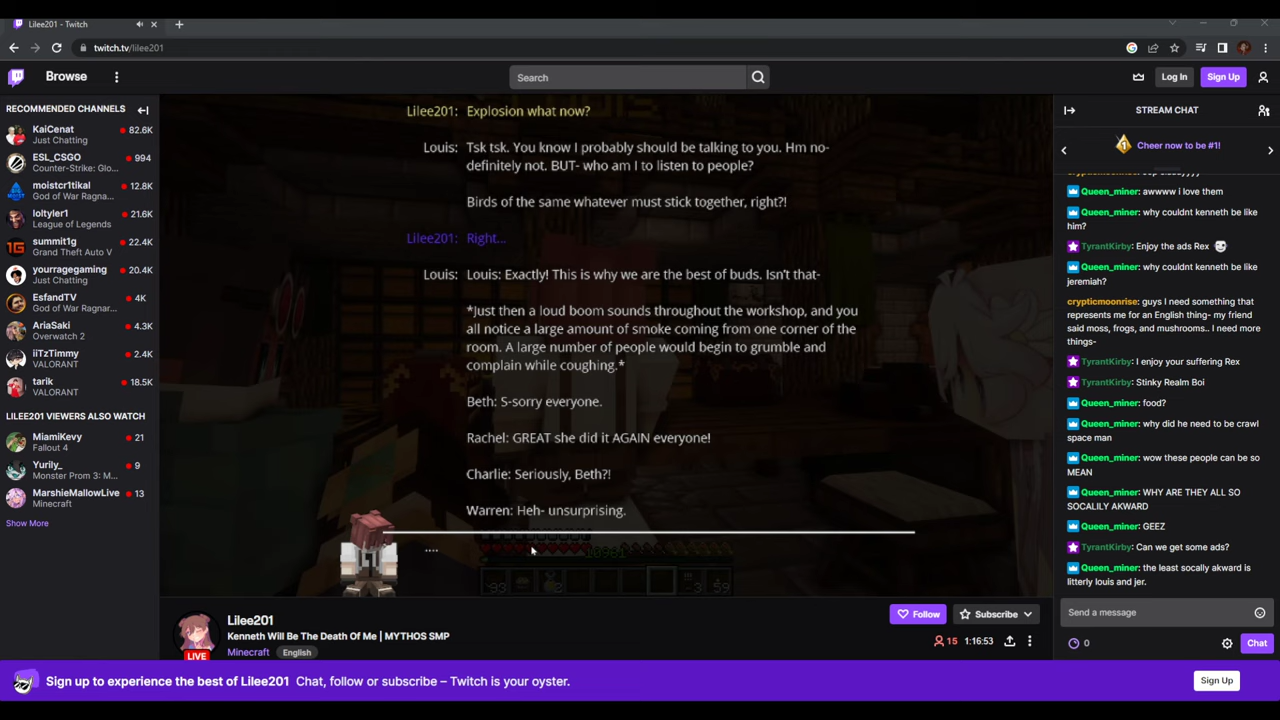 Lilee201 - Twitch
twitch.tv/lilee201
Browse
Search
Log In
Sign Up
RECOMMENDED CHANNELS
KaiCenat
82.6K
Just Chatting
ESL_CSGO
994
Counter-Strike: Glo...
moistcr1tikal
12.8K
God of War Ragna...
loltyler1
21.6K
League of Legends
summit1g
22.4K
Grand Theft Auto V
yourragegaming
20.4K
Just Chatting
EsfandTV
4K
God of War Ragna...
AriaSaki
4.3K
Overwatch 2
iiTzTimmy
2.4K
VALORANT
tarik
18.5K
VALORANT
LILEE201 VIEWERS ALSO WATCH
MiamiKevy
21
Fallout 4
Yurily_
9
Monster Prom 3: M...
MarshieMallowLive
13
Minecraft
Show More
Lilee201: Explosion what now?
Louis: Tsk tsk. You know I probably should be talking to you. Hm no-
definitely not. BUT- who am I to listen to people?
Birds of the same whatever must stick together, right?!
Lilee201: Right...
Louis: Louis: Exactly! This is why we are the best of buds. Isn't that-
*Just then a loud boom sounds throughout the workshop, and you
all notice a large amount of smoke coming from one corner of the
room. A large number of people would begin to grumble and
complain while coughing.*
Beth: S-sorry everyone.
Rachel: GREAT she did it AGAIN everyone!
Charlie: Seriously, Beth?!
Warren: Heh- unsurprising.
....
93
2
3
59
Lilee201
Kenneth Will Be The Death Of Me | MYTHOS SMP
Minecraft
English
LIVE
Follow
Subscribe
15
1:16:53
STREAM CHAT
1
Cheer now to be #1!
Queen_miner: awwww i love them
Queen_miner: why couldnt kenneth be like
him?
TyrantKirby: Enjoy the ads Rex
Queen_miner: why couldnt kenneth be like
jeremiah?
crypticmoonrise: guys I need something that
represents me for an English thing- my friend
said moss, frogs, and mushrooms.. I need more
things-
TyrantKirby: I enjoy your suffering Rex
TyrantKirby: Stinky Realm Boi
Queen_miner: food?
Queen_miner: why did he need to be crawl
space man
Queen_miner: wow these people can be so
MEAN
Queen_miner: WHY ARE THEY ALL SO
SOCALILY AKWARD
Queen_miner: GEEZ
TyrantKirby: Can we get some ads?
Queen_miner: the least socally akward is
litterly louis and jer.
Send a message
0
Chat
Sign up to experience the best of Lilee201
Chat, follow or subscribe – Twitch is your oyster.
Sign Up